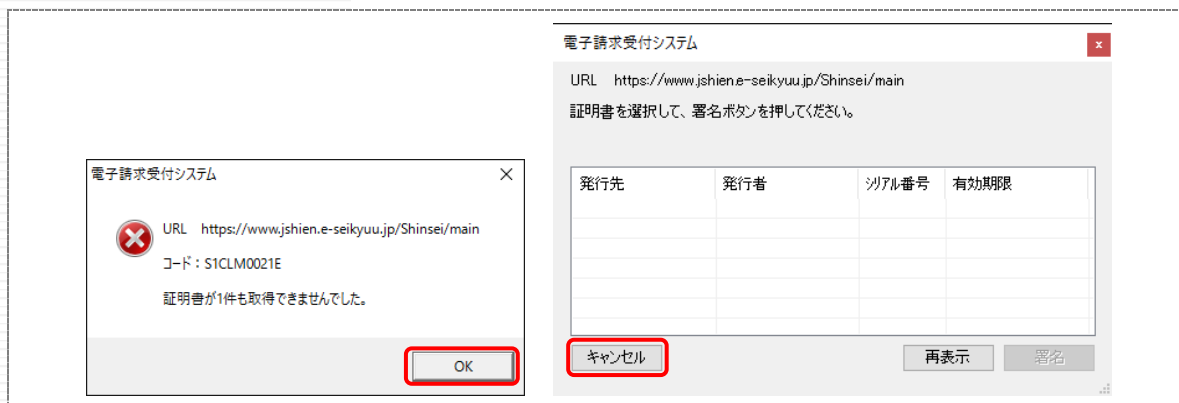 電子請求受付システム
URL https://www.jshien.e-seikyuu.jp/Shinsei/main
コード：S1CLM0021E
証明書が1件も取得できませんでした。
OK
電子請求受付システム
x
URL https://www.jshien.e-seikyuu.jp/Shinsei/main
証明書を選択して、署名ボタンを押してください。
発行先 発行者 シリアル番号 有効期限
キャンセル 再表示 署名